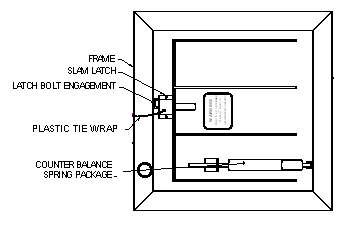 FRAME
SLAM LATCH
LATCH BOLT ENGAGEMENT
PLASTIC TIE WRAP
COUNTER BALANCE
SPRING PACKAGE